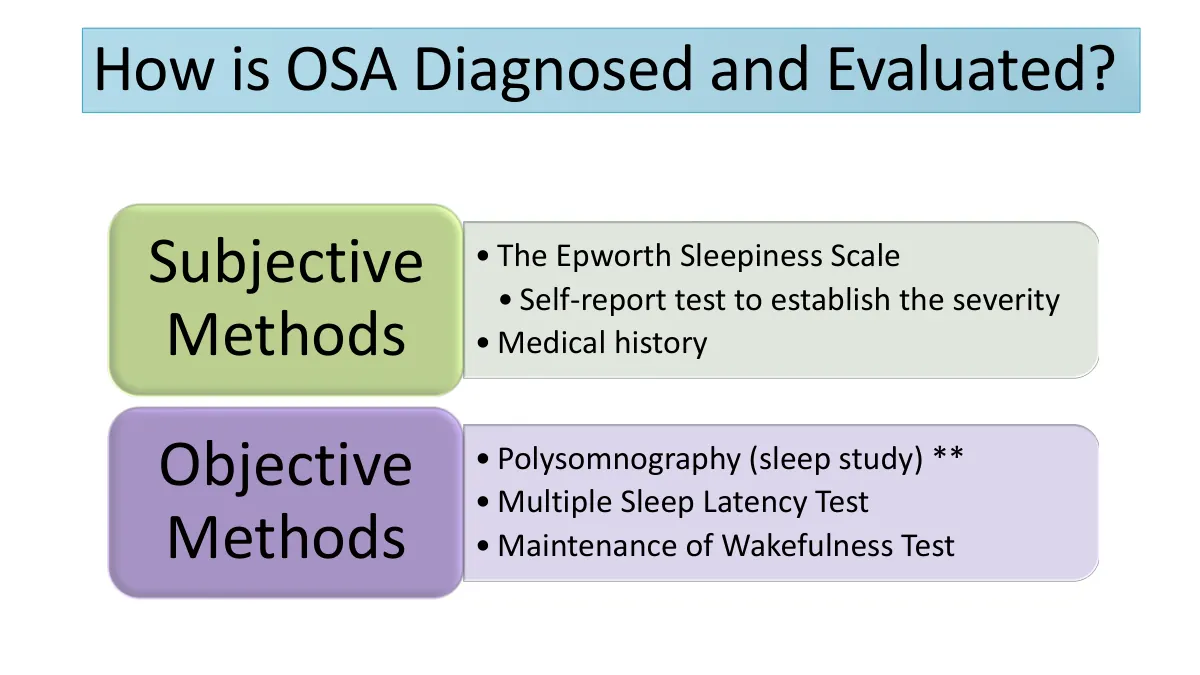 How is OSA Diagnosed and Evaluated?
Subjective
Methods
• The Epworth Sleepiness Scale
• Self-report test to establish the severity
• Medical history
Objective
Methods
• Polysomnography (sleep study) **
• Multiple Sleep Latency Test
• Maintenance of Wakefulness Test